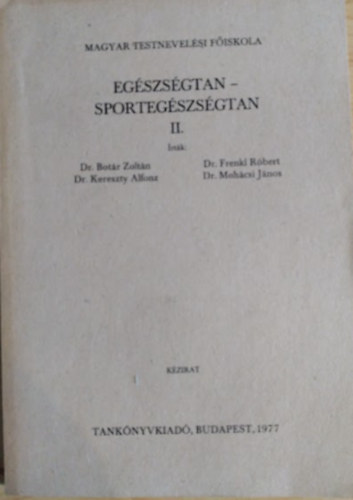 MAGYAR TESTNEVELÉSI FŐISKOLA
EGÉSZSÉGTAN –
SPORTEGÉSZSÉGTAN
II.
Írták:
Dr. Botár Zoltán
Dr. Kereszty Alfonz
Dr. Frenkl Róbert
Dr. Mohácsi János
KÉZIRAT
TANKÖNYVKIADÓ, BUDAPEST, 1977